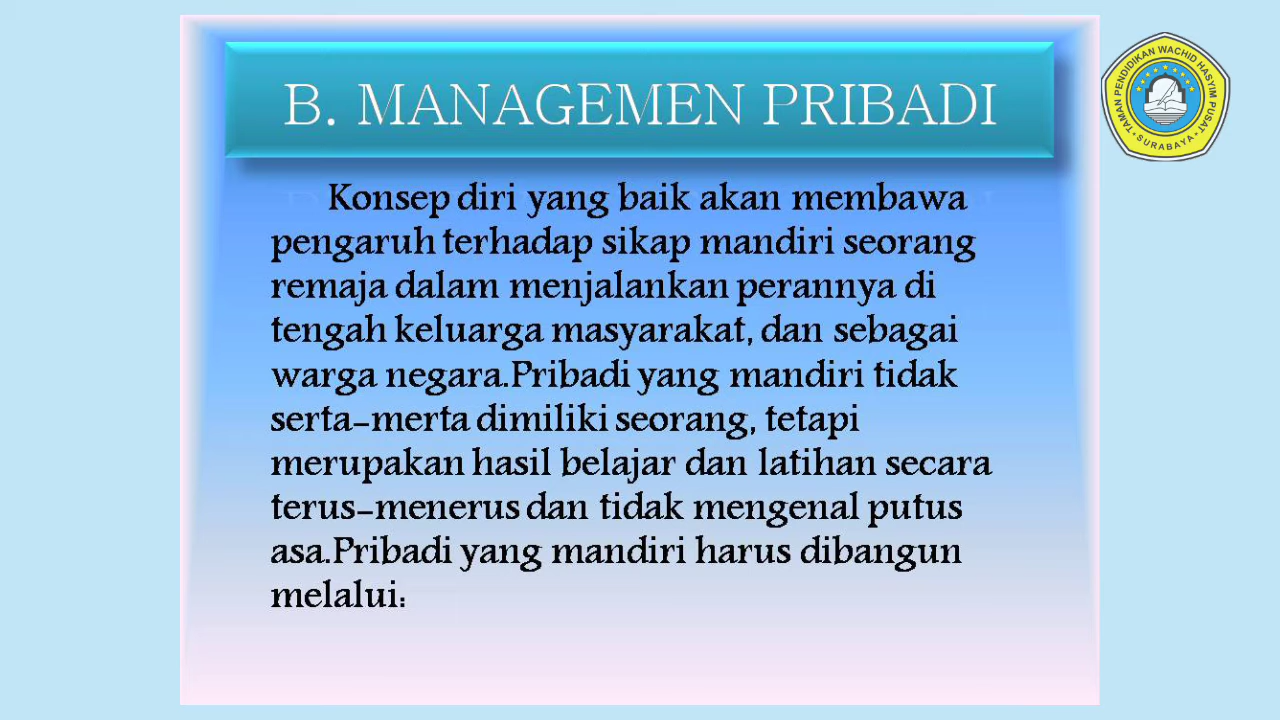 B. MANAGEMEN PRIBADI
Konsep diri yang baik akan membawa
pengaruh terhadap sikap mandiri seorang
remaja dalam menjalankan perannya di
tengah keluarga masyarakat, dan sebagai
warga negara.Pribadi yang mandiri tidak
serta-merta dimiliki seorang, tetapi
merupakan hasil belajar dan latihan secara
terus-menerus dan tidak mengenal putus
asa.Pribadi yang mandiri harus dibangun
melalui:
TAMAN PENDIDIKAN WACHID HASYIM PUSAT
SURABAYA